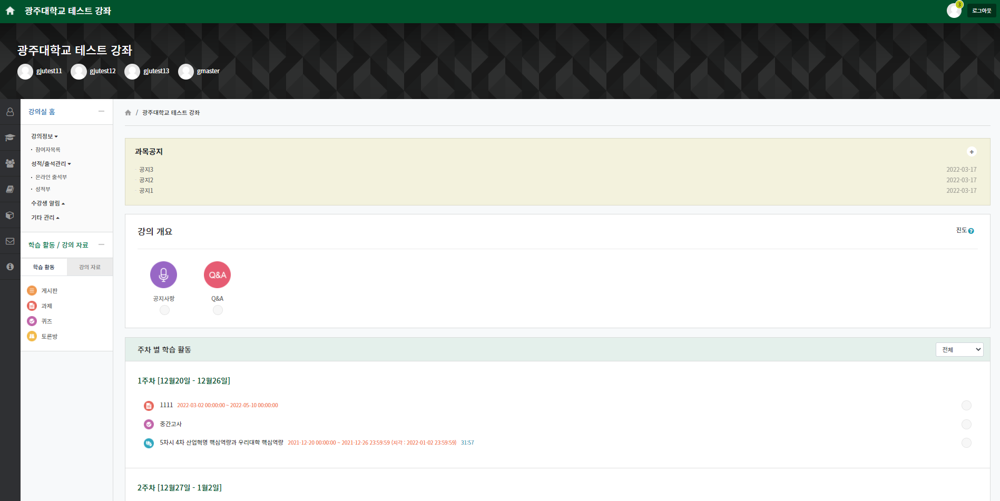 광주대학교 테스트 강좌
3
로그아웃
광주대학교 테스트 강좌
gjutest11 gjutest12 gjutest13 gmaster
강의실 홈
강의정보
참여자목록
성적/출석관리
온라인 출석부
성적부
수강생 알림
기타 관리
학습 활동 / 강의 자료
학습 활동 강의 자료
게시판
과제
퀴즈
토론방
/ 광주대학교 테스트 강좌
과목공지
공지3 2022-03-17
공지2 2022-03-17
공지1 2022-03-17
강의 개요
진도
Q&A
공지사항 Q&A
주차 별 학습 활동
전체
1주차 [12월20일 - 12월26일]
1111 2022-03-02 00:00:00 ~ 2022-05-10 00:00:00
중간고사
5차시 4차 산업혁명 핵심역량과 우리대학 핵심역량 2021-12-20 00:00:00 ~ 2021-12-26 23:59:59 (지각 : 2022-01-02 23:59:59) 31:57
2주차 [12월27일 - 1월2일]